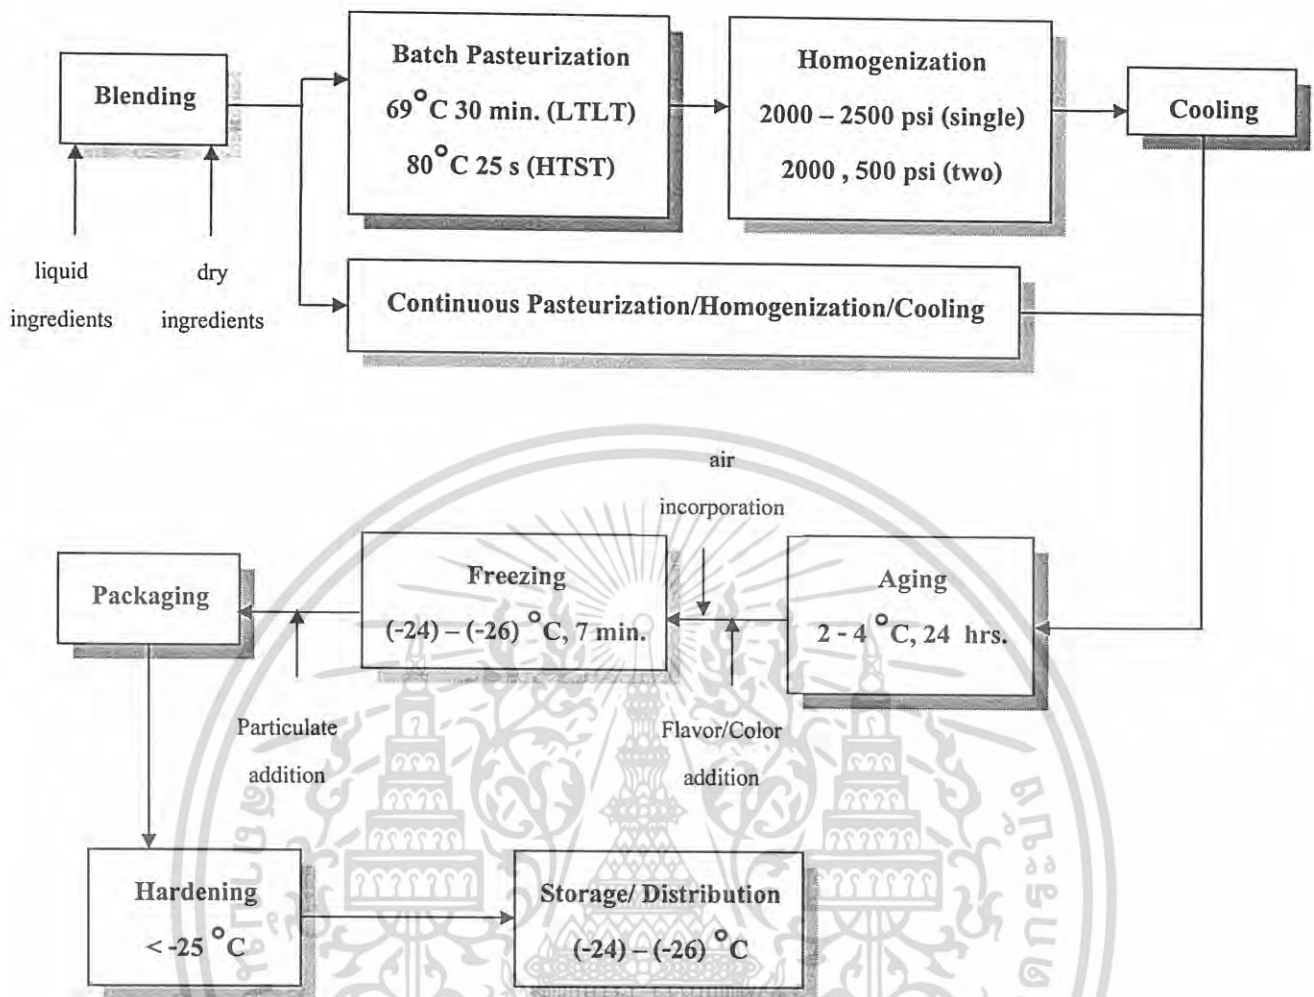 Blending
liquid
ingredients
dry
ingredients
Batch Pasteurization
69°C 30 min. (LTLT)
80°C 25 s (HTST)
Homogenization
2000 – 2500 psi (single)
2000 , 500 psi (two)
Cooling
Continuous Pasteurization/Homogenization/Cooling
air
incorporation
Aging
2 - 4 °C, 24 hrs.
Flavor/Color
addition
Freezing
(-24) – (-26) °C, 7 min.
Particulate
addition
Packaging
Hardening
< -25 °C
Storage/ Distribution
(-24) – (-26) °C